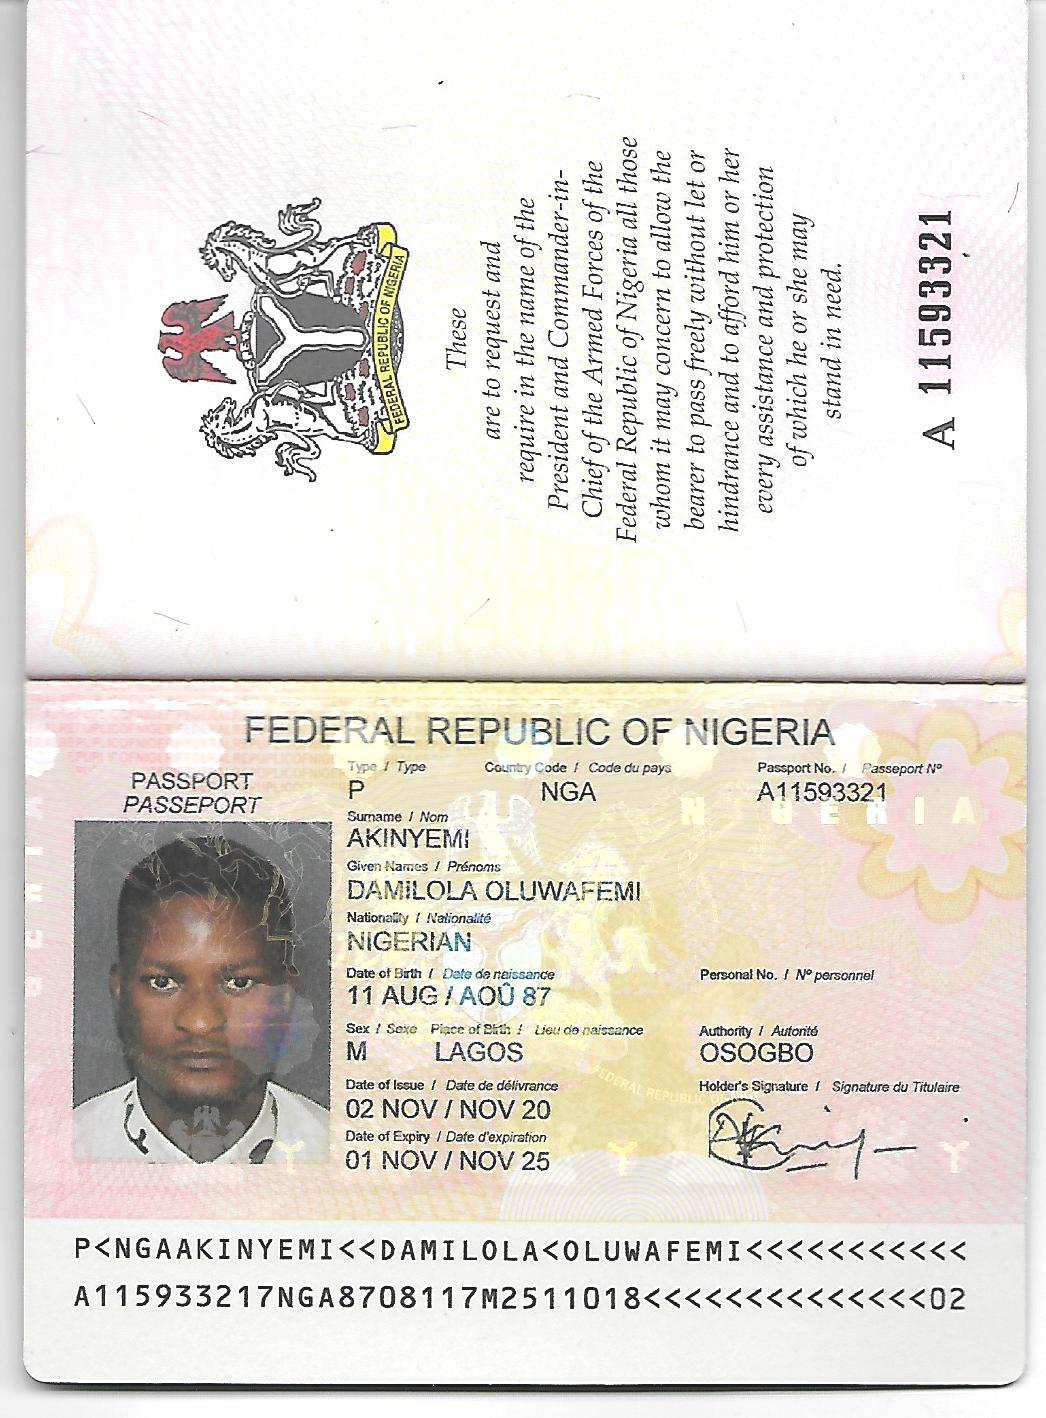 FEDERAL REPUBLIC OF NIGERIA
These
are to request and
require in the name of the
President and Commander-in-
Chief of the Armed Forces of the
Federal Republic of Nigeria all those
whom it may concern to allow the
bearer to pass freely without let or
hindrance and to afford him or her
every assistance and protection
of which he or she may
stand in need.
A 11593321
FEDERAL REPUBLIC OF NIGERIA
PASSPORT
PASSEPORT
Type / Type Country Code / Code du pays Passport No. / Passeport Nº
P NGA A11593321
NIGERIA
Surname / Nom
AKINYEMI
Given Names / Prénoms
DAMILOLA OLUWAFEMI
Nationality / Nationalité
NIGERIAN
Date of Birth / Date de naissance Personal No. / Nº personnel
11 AUG / AOÛ 87
Sex / Sexe Place of Birth / Lieu de naissance Authority / Autorité
M LAGOS OSOGBO
Date of Issue / Date de délivrance Holder's Signature / Signature du Titulaire
02 NOV / NOV 20
Date of Expiry / Date d'expiration
01 NOV / NOV 25
P<NGAAKINYEMI<<DAMILOLA<OLUWAFEMI<<<<<<<<<<<
A115933217NGA8708117M2511018<<<<<<<<<<<<<<02